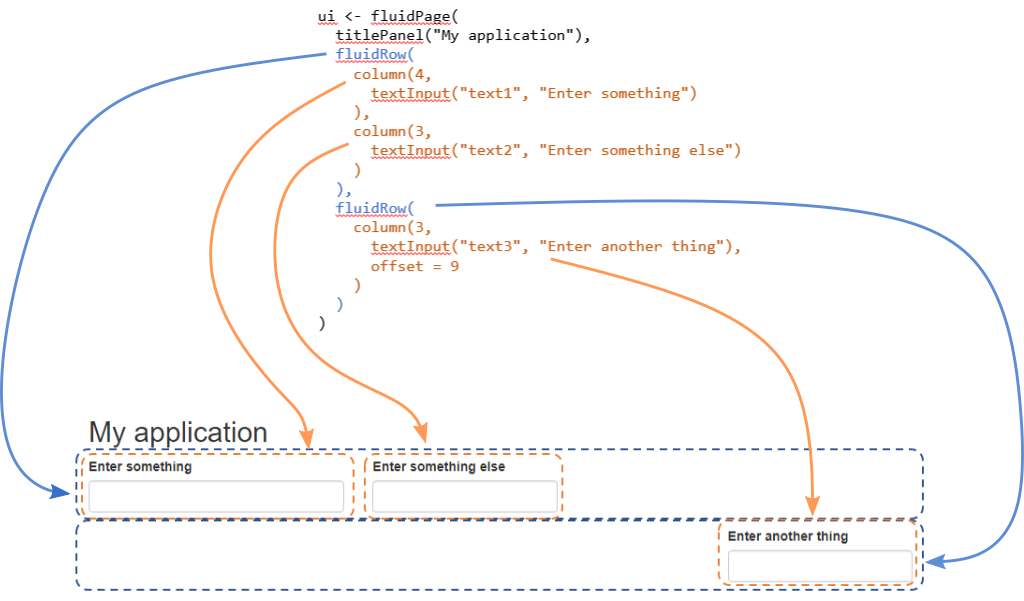 ui <- fluidPage(
  titlePanel("My application"),
  fluidRow(
    column(4,
      textInput("text1", "Enter something")
    ),
    column(3,
      textInput("text2", "Enter something else")
    )
  ),
  fluidRow(
    column(3,
      textInput("text3", "Enter another thing"),
      offset = 9
    )
  )
)
My application
Enter something
Enter something else
Enter another thing